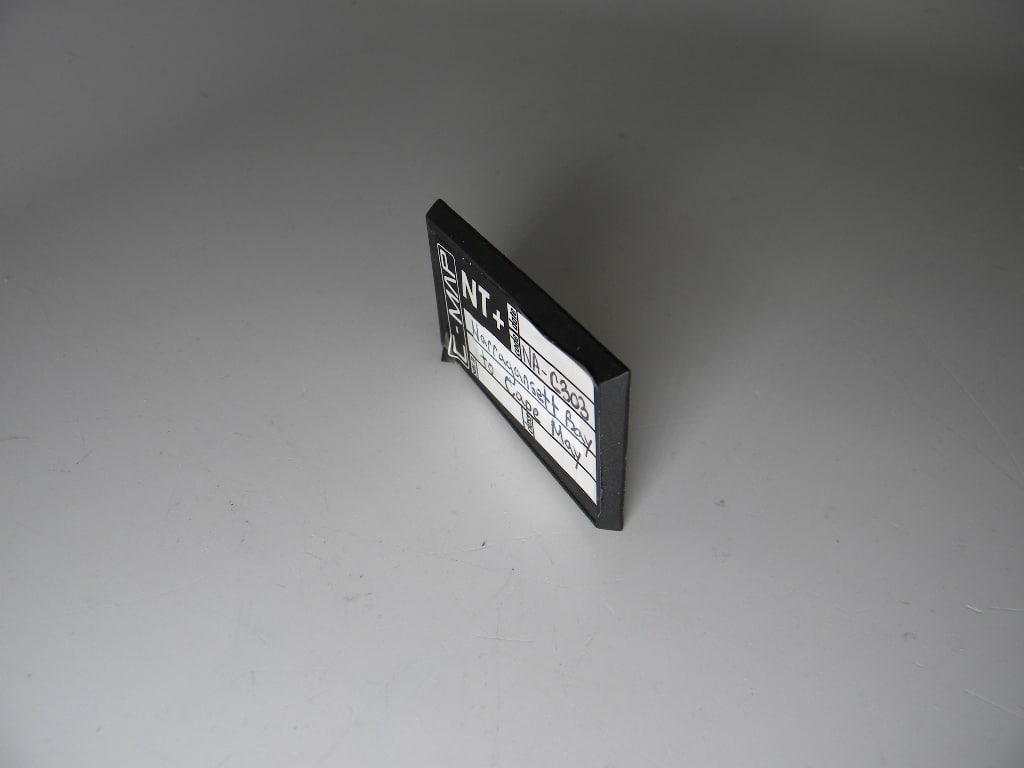 C-MAP
NT+
NA-C303
Narragansett Bay
to Cape May